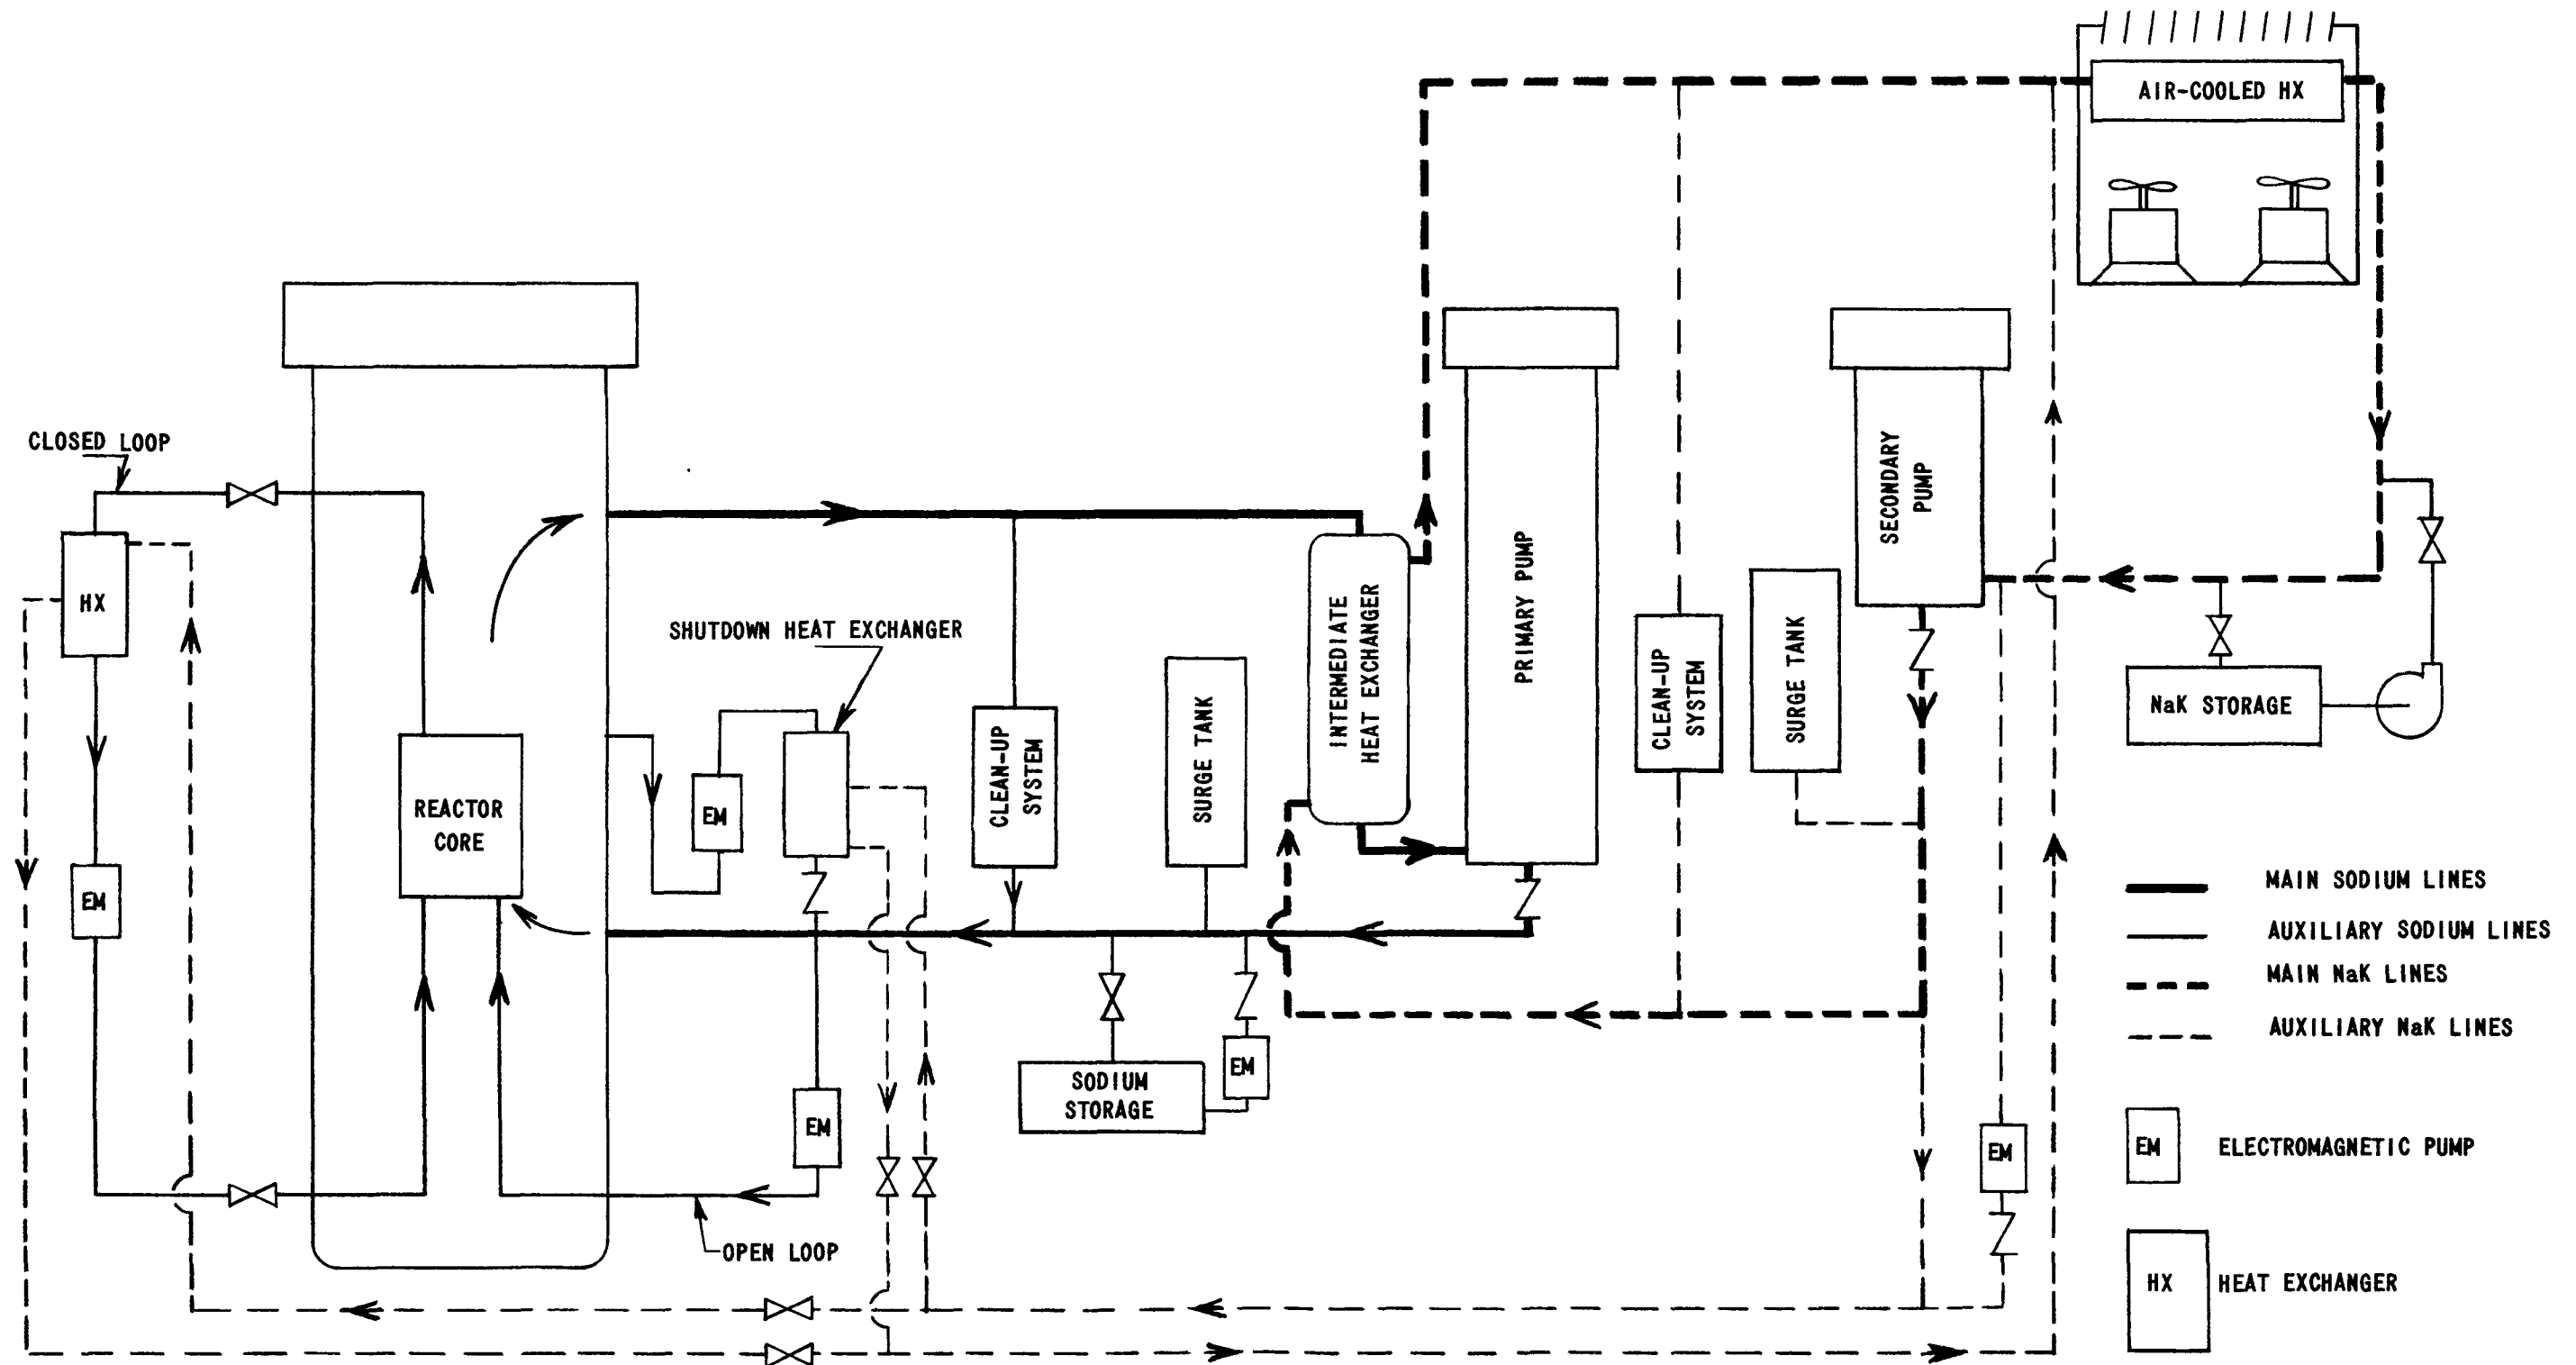 AIR-COOLED HX
CLOSED LOOP
HX
EM
REACTOR
CORE
SHUTDOWN HEAT EXCHANGER
EM
EM
OPEN LOOP
CLEAN-UP
SYSTEM
SURGE TANK
SODIUM
STORAGE
EM
INTERMEDIATE
HEAT EXCHANGER
PRIMARY PUMP
CLEAN-UP
SYSTEM
SURGE TANK
SECONDARY
PUMP
EM
NaK STORAGE
MAIN SODIUM LINES
AUXILIARY SODIUM LINES
MAIN NaK LINES
AUXILIARY NaK LINES
EM
ELECTROMAGNETIC PUMP
HX
HEAT EXCHANGER